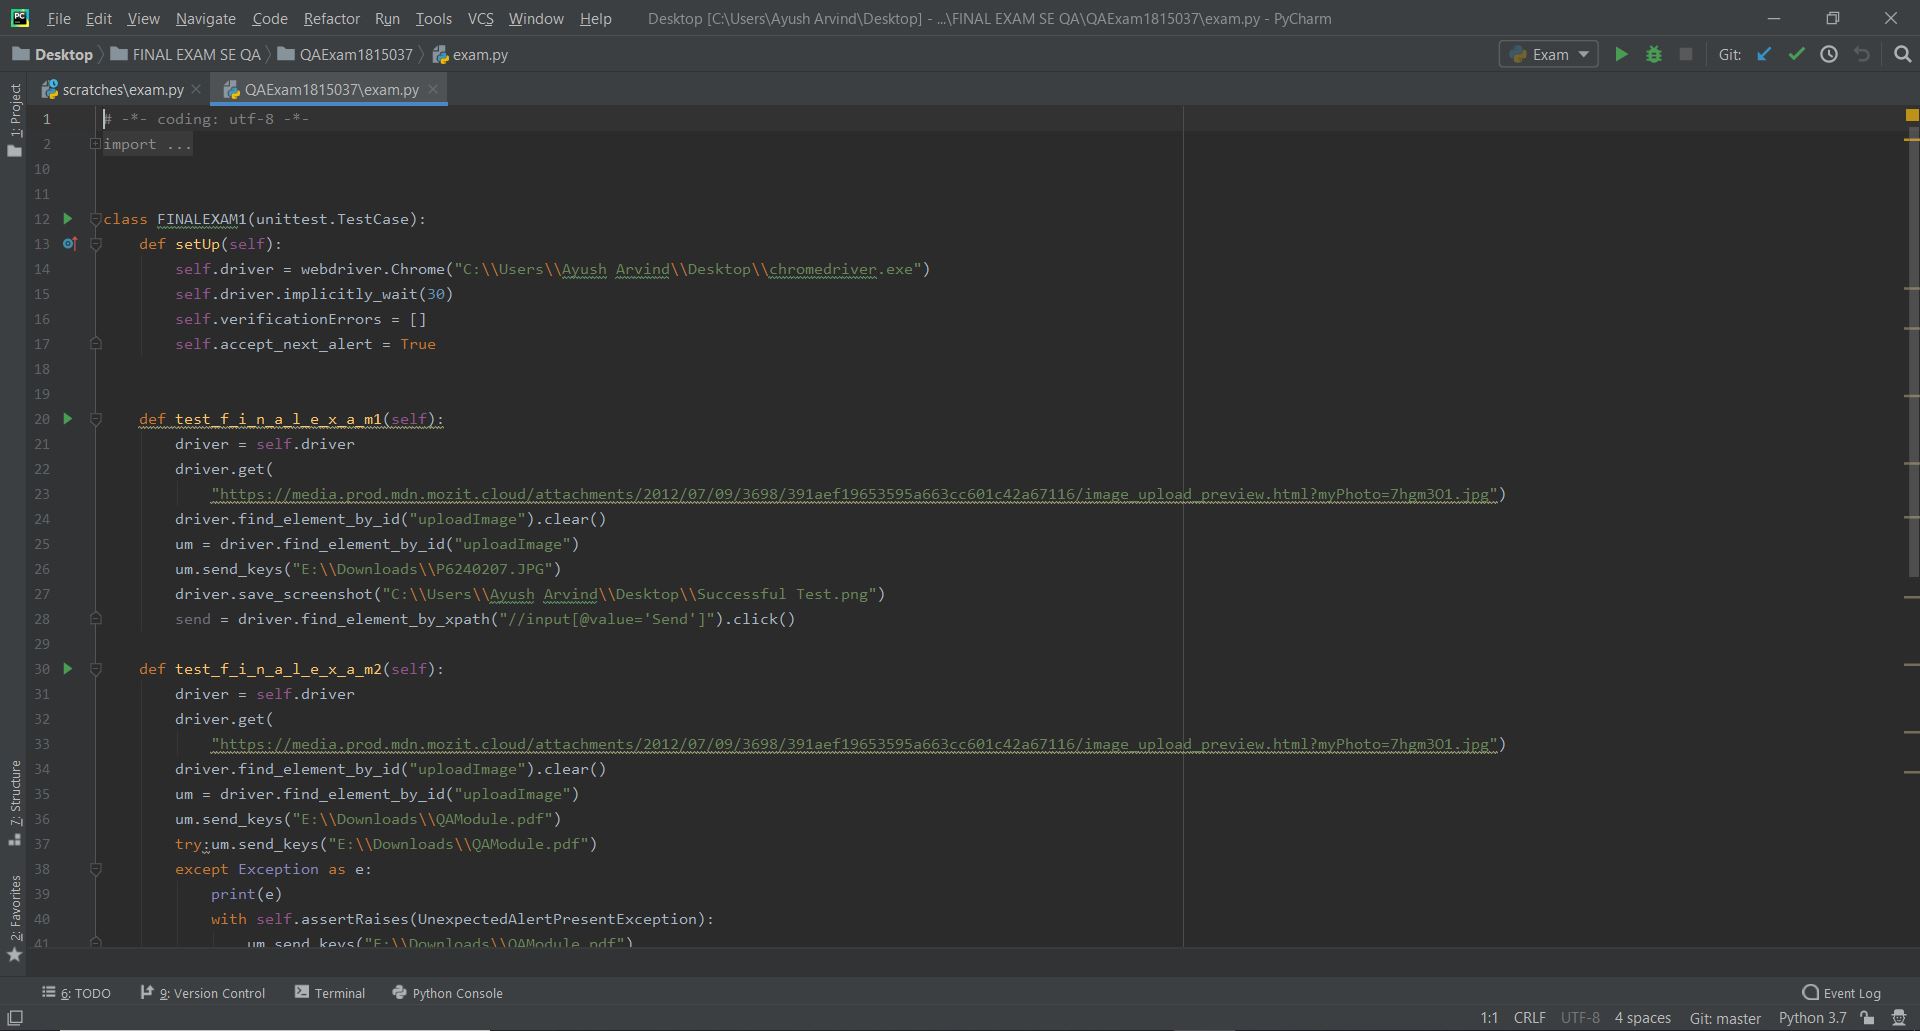 File Edit View Navigate Code Refactor Run Tools VCS Window Help Desktop [C:\Users\Ayush Arvind\Desktop] - ...\FINAL EXAM SE QA\QAExam1815037\exam.py - PyCharm
Desktop FINAL EXAM SE QA QAExam1815037 exam.py Exam Git:
scratches\exam.py QAExam1815037\exam.py
1: Project
1 # -*- coding: utf-8 -*-
2 import ...
10
11
12 class FINALEXAM1(unittest.TestCase):
13 def setUp(self):
14 self.driver = webdriver.Chrome("C:\\Users\\Ayush Arvind\\Desktop\\chromedriver.exe")
15 self.driver.implicitly_wait(30)
16 self.verificationErrors = []
17 self.accept_next_alert = True
18
19
20 def test_f_i_n_a_l_e_x_a_m1(self):
21 driver = self.driver
22 driver.get(
23 "https://media.prod.mdn.mozit.cloud/attachments/2012/07/09/3698/391aef19653595a663cc601c42a67116/image_upload_preview.html?myPhoto=7hgm3O1.jpg")
24 driver.find_element_by_id("uploadImage").clear()
25 um = driver.find_element_by_id("uploadImage")
26 um.send_keys("E:\\Downloads\\P6240207.JPG")
27 driver.save_screenshot("C:\\Users\\Ayush Arvind\\Desktop\\Successful Test.png")
28 send = driver.find_element_by_xpath("//input[@value='Send']").click()
29
30 def test_f_i_n_a_l_e_x_a_m2(self):
31 driver = self.driver
32 driver.get(
33 "https://media.prod.mdn.mozit.cloud/attachments/2012/07/09/3698/391aef19653595a663cc601c42a67116/image_upload_preview.html?myPhoto=7hgm3O1.jpg")
34 driver.find_element_by_id("uploadImage").clear()
35 um = driver.find_element_by_id("uploadImage")
36 um.send_keys("E:\\Downloads\\QAModule.pdf")
37 try:um.send_keys("E:\\Downloads\\QAModule.pdf")
38 except Exception as e:
39 print(e)
40 with self.assertRaises(UnexpectedAlertPresentException):
41 um.send_keys("E:\\Downloads\\QAModule.pdf")
7: Structure
2: Favorites
6: TODO 9: Version Control Terminal Python Console Event Log
1:1 CRLF UTF-8 4 spaces Git: master Python 3.7